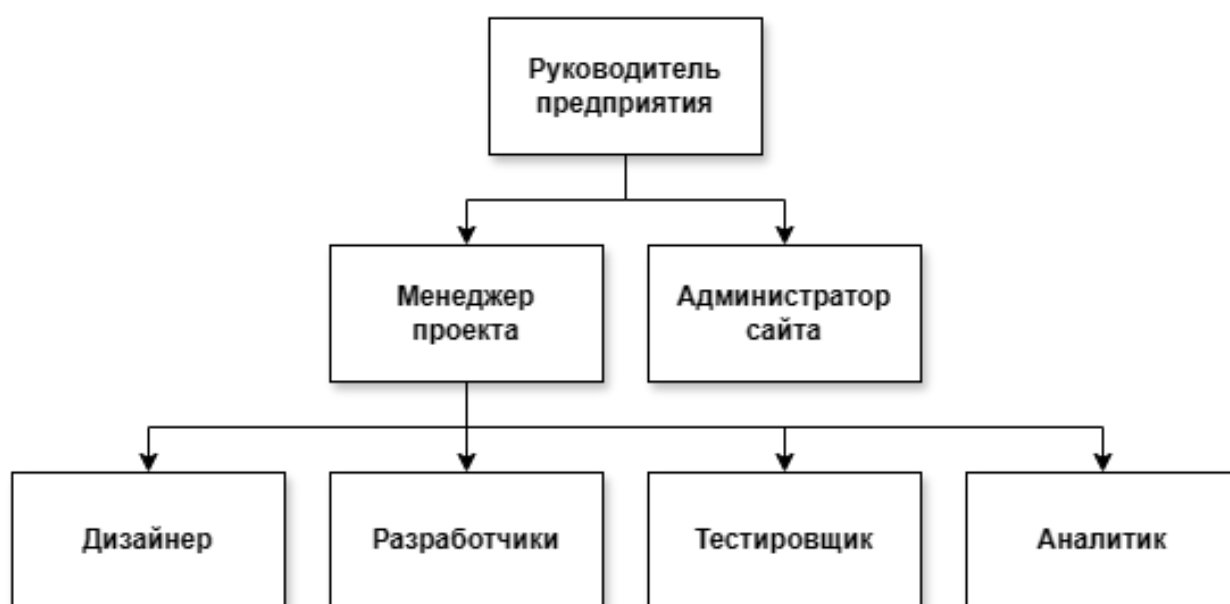 Руководитель
предприятия
Менеджер
проекта
Администратор
сайта
Дизайнер
Разработчики
Тестировщик
Аналитик